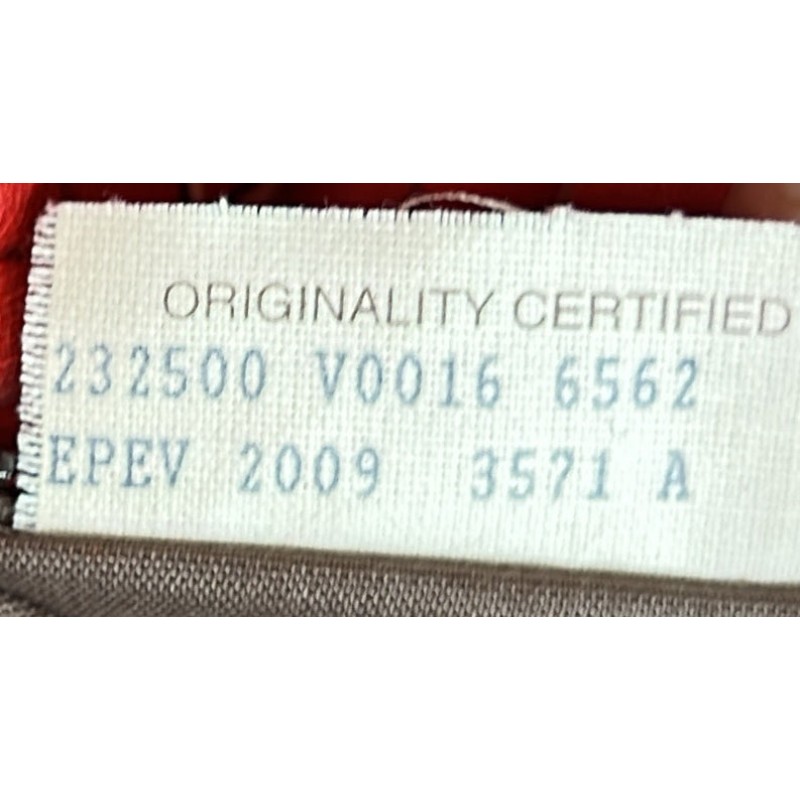 ORIGINALITY CERTIFIED
232500 V0016 6562
EPEV 2009 3571 A